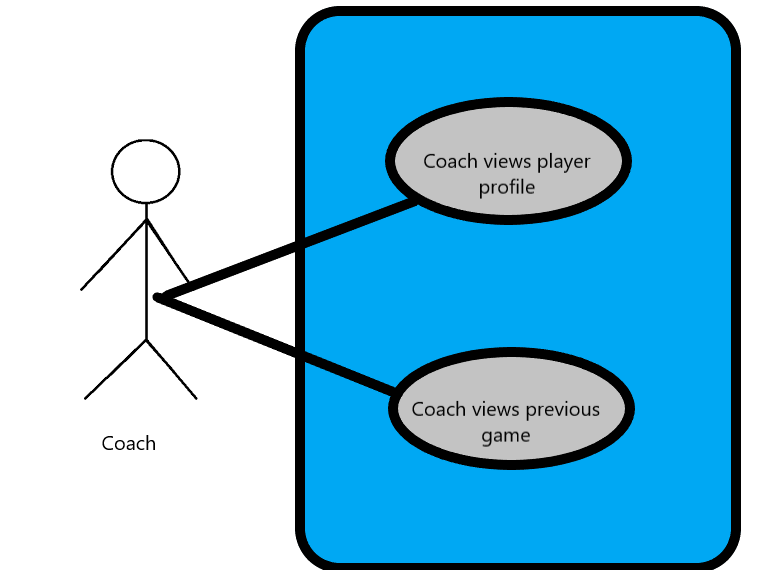 Coach views player
profile
Coach views previous
game
Coach